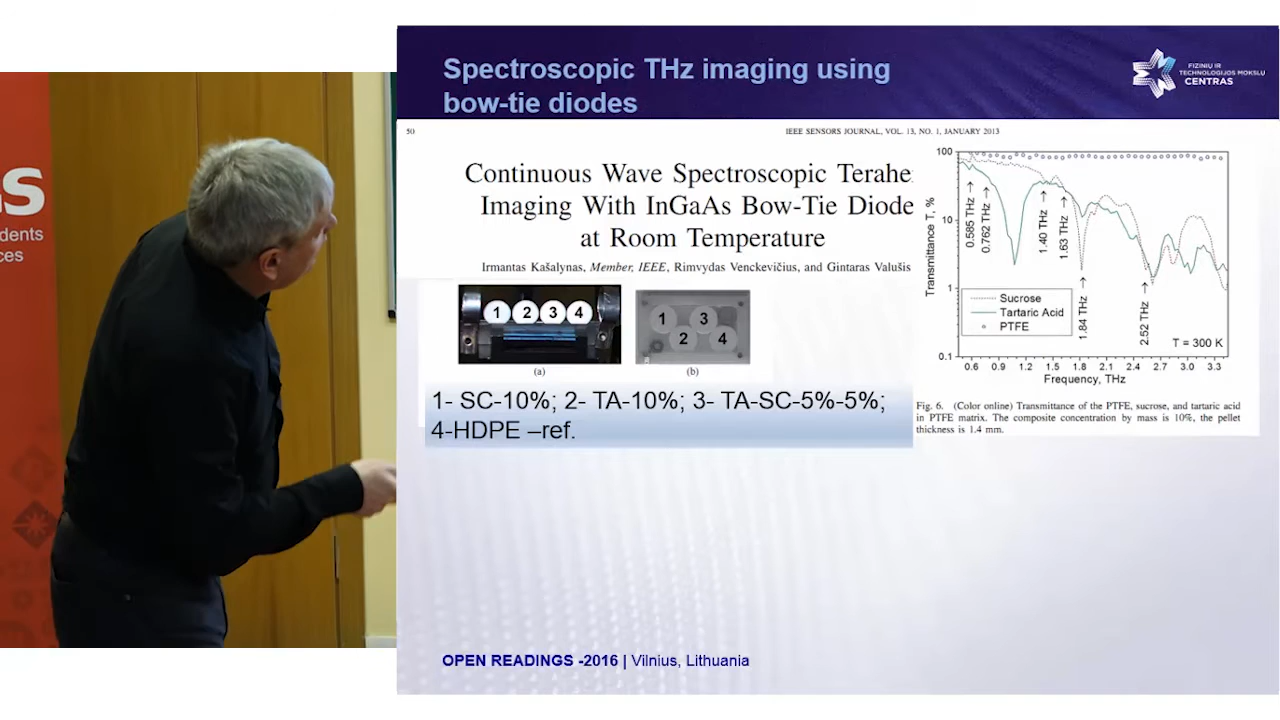 s
dents
ces
Spectroscopic THz imaging using
bow-tie diodes
FIZINIŲ IR
TECHNOLOGIJOS MOKSLŲ
CENTRAS
50
IEEE SENSORS JOURNAL, VOL. 13, NO. 1, JANUARY 2013
Continuous Wave Spectroscopic Terahe
Imaging With InGaAs Bow-Tie Diode
at Room Temperature
Irmantas Kašalynas, Member, IEEE, Rimvydas Venckevičius, and Gintaras Valušis
1 2 3 4
(a)
1 3
2 4
(b)
1- SC-10%; 2- TA-10%; 3- TA-SC-5%-5%;
4-HDPE –ref.
Transmittance T, %
100
10
1
0.1
0.585 THz
0.762 THz
1.40 THz
1.63 THz
1.84 THz
2.52 THz
Sucrose
Tartaric Acid
PTFE
T = 300 K
0.6 0.9 1.2 1.5 1.8 2.1 2.4 2.7 3.0 3.3
Frequency, THz
Fig. 6. (Color online) Transmittance of the PTFE, sucrose, and tartaric acid
in PTFE matrix. The composite concentration by mass is 10%, the pellet
thickness is 1.4 mm.
OPEN READINGS -2016 | Vilnius, Lithuania